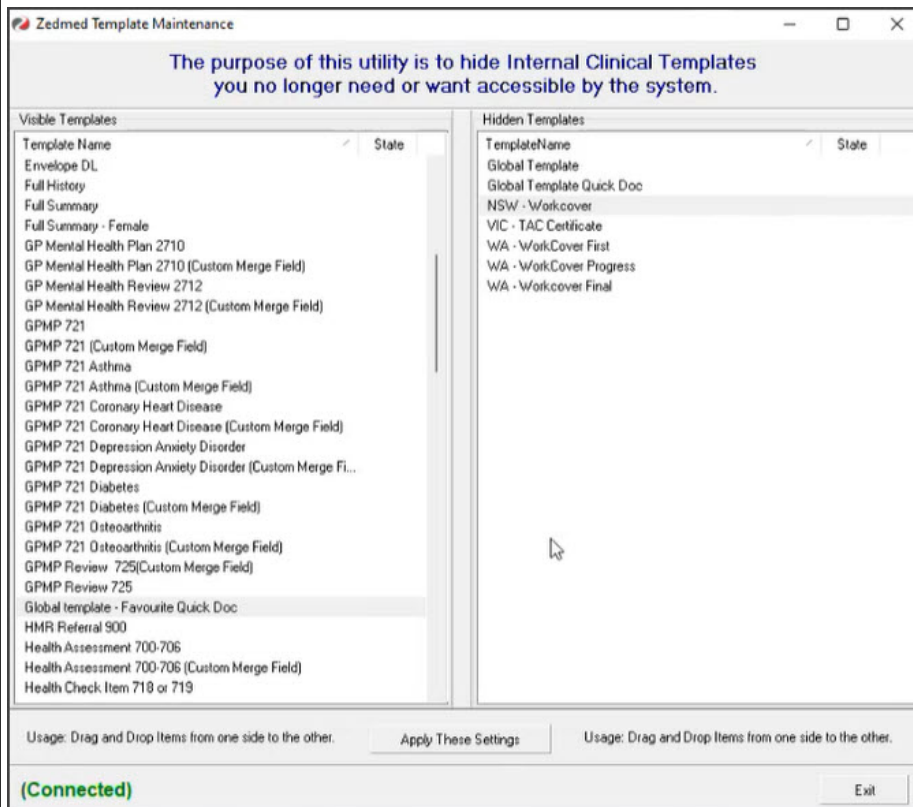 Zedmed Template Maintenance
The purpose of this utility is to hide Internal Clinical Templates
you no longer need or want accessible by the system.
Visible Templates
Template Name State
Envelope DL
Full History
Full Summary
Full Summary - Female
GP Mental Health Plan 2710
GP Mental Health Plan 2710 (Custom Merge Field)
GP Mental Health Review 2712
GP Mental Health Review 2712 (Custom Merge Field)
GPMP 721
GPMP 721 (Custom Merge Field)
GPMP 721 Asthma
GPMP 721 Asthma (Custom Merge Field)
GPMP 721 Coronary Heart Disease
GPMP 721 Coronary Heart Disease (Custom Merge Field)
GPMP 721 Depression Anxiety Disorder
GPMP 721 Depression Anxiety Disorder (Custom Merge Fi...
GPMP 721 Diabetes
GPMP 721 Diabetes (Custom Merge Field)
GPMP 721 Osteoarthritis
GPMP 721 Osteoarthritis (Custom Merge Field)
GPMP Review 725(Custom Merge Field)
GPMP Review 725
Global template - Favourite Quick Doc
HMR Referral 900
Health Assessment 700-706
Health Assessment 700-706 (Custom Merge Field)
Health Check Item 718 or 719
Hidden Templates
TemplateName State
Global Template
Global Template Quick Doc
NSW - Workcover
VIC - TAC Certificate
WA - WorkCover First
WA - WorkCover Progress
WA - Workcover Final
Usage: Drag and Drop Items from one side to the other.
Apply These Settings
Usage: Drag and Drop Items from one side to the other.
(Connected)
Exit